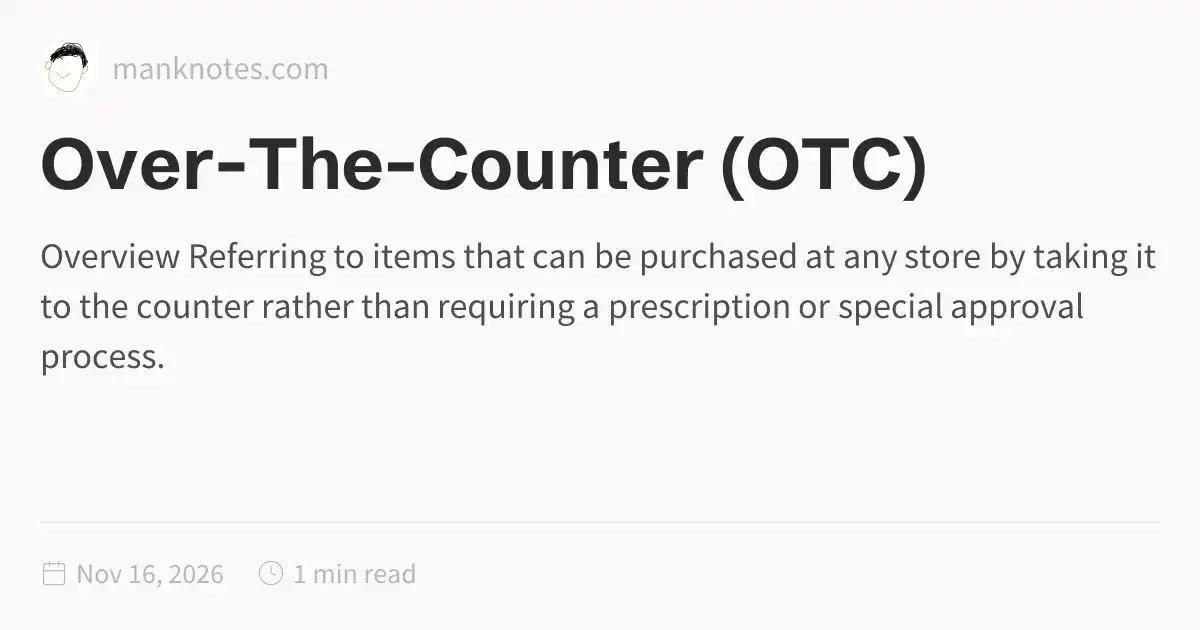 manknotes.com
Over-The-Counter (OTC)
Overview Referring to items that can be purchased at any store by taking it
to the counter rather than requiring a prescription or special approval
process.
Nov 16, 2026 1 min read